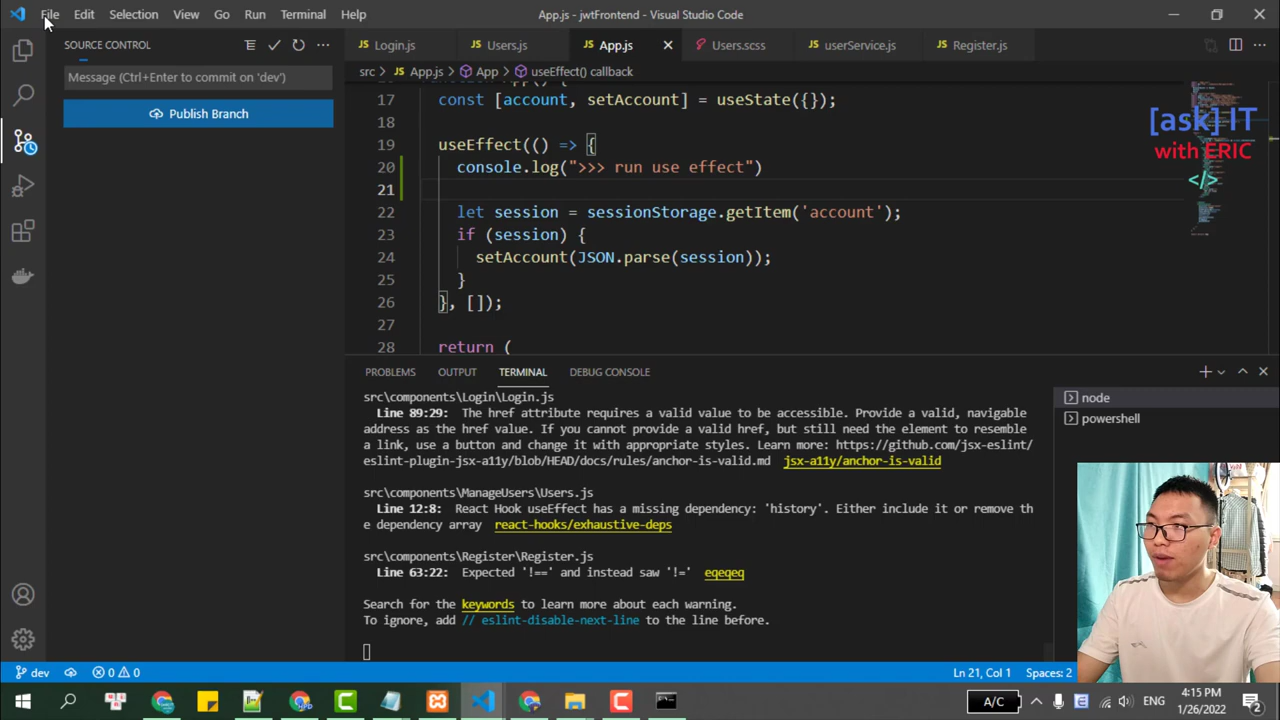 File Edit Selection View Go Run Terminal Help
App.js - jwtFrontend - Visual Studio Code
SOURCE CONTROL
Message (Ctrl+Enter to commit on 'dev')
Publish Branch
Login.js Users.js App.js Users.scss userService.js Register.js
src > App.js > App > useEffect() callback
17 const [account, setAccount] = useState({});
18
19 useEffect(() => {
20 console.log(">>> run use effect")
21
22 let session = sessionStorage.getItem('account');
23 if (session) {
24 setAccount(JSON.parse(session));
25 }
26 }, []);
27
28 return (
[ask] IT
with ERIC
</>
PROBLEMS OUTPUT TERMINAL DEBUG CONSOLE
node
powershell
src\components\Login\Login.js
Line 89:29: The href attribute requires a valid value to be accessible. Provide a valid, navigable
address as the href value. If you cannot provide a valid href, but still need the element to resemble
a link, use a button and change it with appropriate styles. Learn more: https://github.com/jsx-eslint/
eslint-plugin-jsx-a11y/blob/HEAD/docs/rules/anchor-is-valid.md jsx-a11y/anchor-is-valid
src\components\ManageUsers\Users.js
Line 12:8: React Hook useEffect has a missing dependency: 'history'. Either include it or remove th
e dependency array react-hooks/exhaustive-deps
src\components\Register\Register.js
Line 63:22: Expected '!==' and instead saw '!=' eqeqeq
Search for the keywords to learn more about each warning.
To ignore, add // eslint-disable-next-line to the line before.
dev 0 0 Ln 21, Col 1 Spaces: 2
A/C ENG 4:15 PM
1/26/2022 2